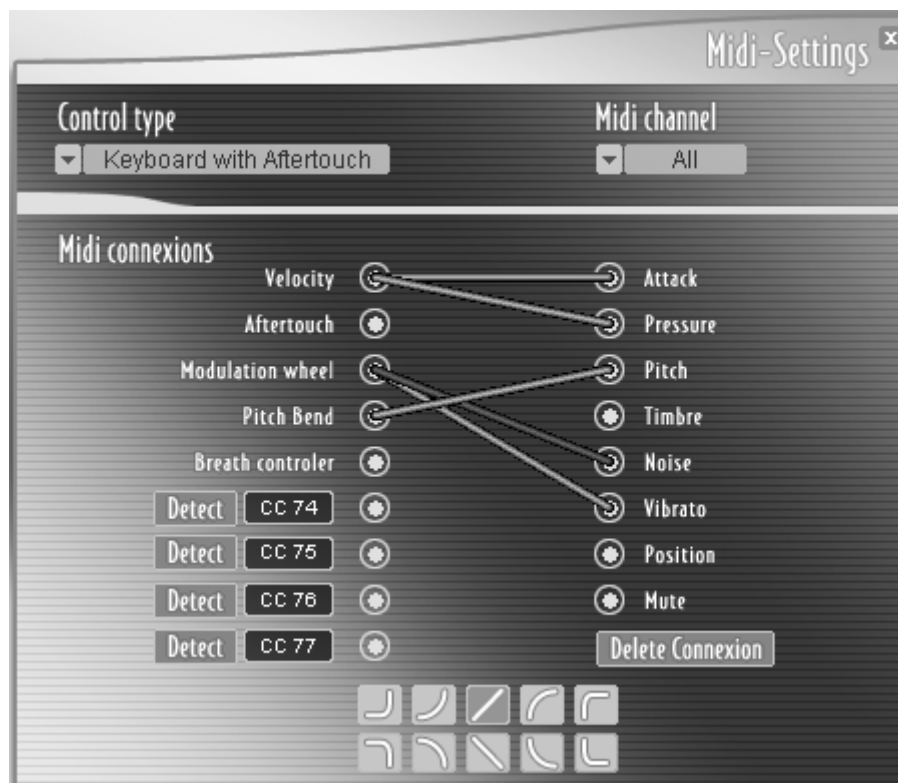 Midi-Settings x
Control type
Midi channel
Keyboard with Aftertouch
All
Midi connexions
Velocity
Attack
Aftertouch
Pressure
Modulation wheel
Pitch
Pitch Bend
Timbre
Breath controler
Noise
Detect CC 74
Vibrato
Detect CC 75
Position
Detect CC 76
Mute
Detect CC 77
Delete Connexion